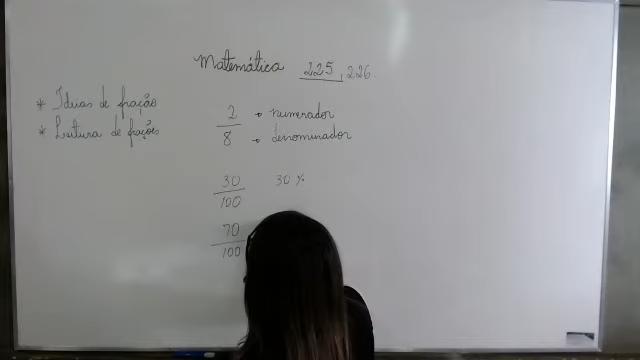 Matemática 225, 226.
* Ideias de fração
* Leitura de frações
2 → numerador
8 → denominador
30 30%
100
70
100